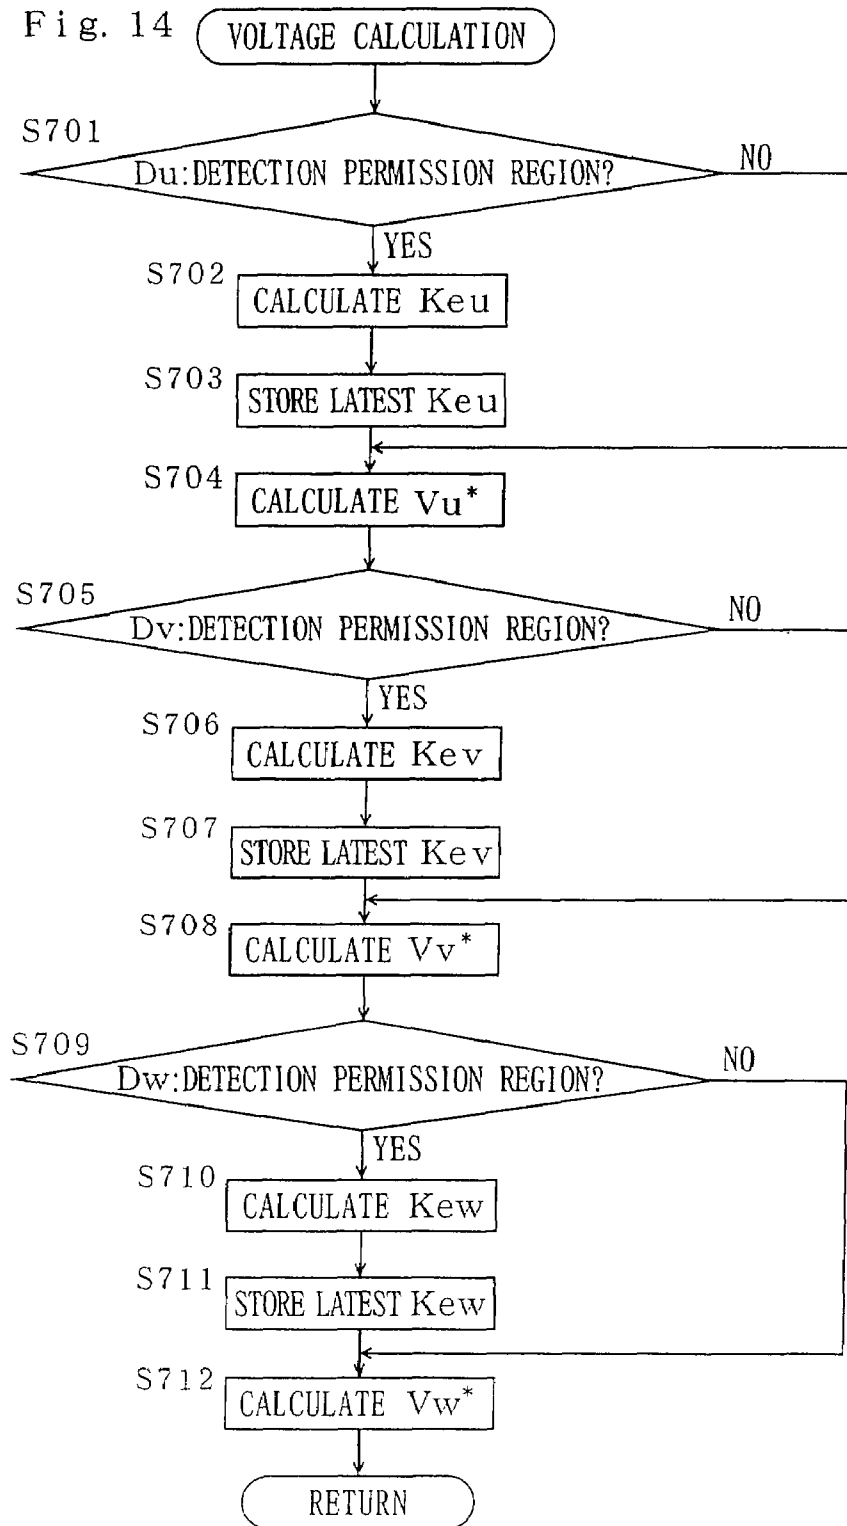 Fig. 14
VOLTAGE CALCULATION
S701
Du:DETECTION PERMISSION REGION?
NO
YES
S702
CALCULATE Keu
S703
STORE LATEST Keu
S704
CALCULATE Vu*
S705
Dv:DETECTION PERMISSION REGION?
NO
YES
S706
CALCULATE Kev
S707
STORE LATEST Kev
S708
CALCULATE Vv*
S709
Dw:DETECTION PERMISSION REGION?
NO
YES
S710
CALCULATE Kew
S711
STORE LATEST Kew
S712
CALCULATE Vw*
RETURN